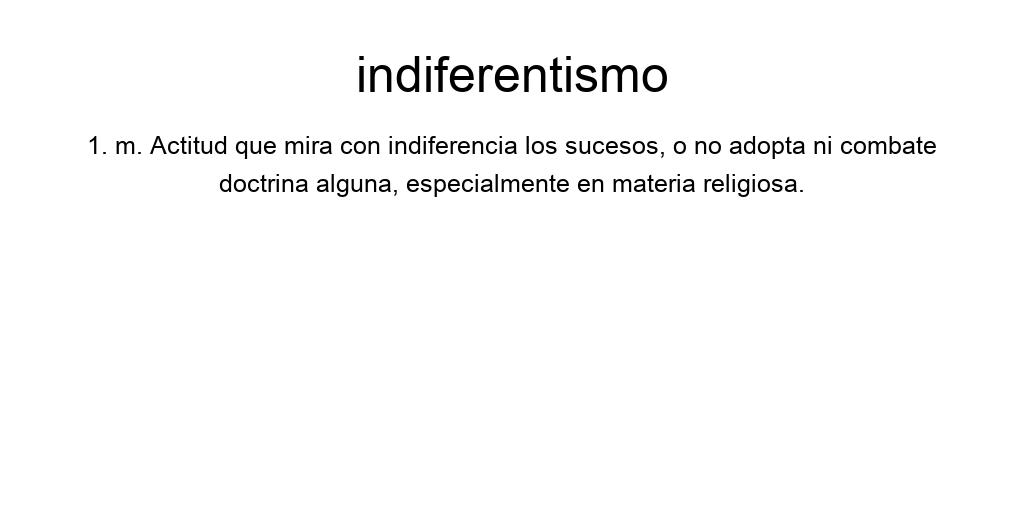 indiferentismo
1. m. Actitud que mira con indiferencia los sucesos, o no adopta ni combate
doctrina alguna, especialmente en materia religiosa.